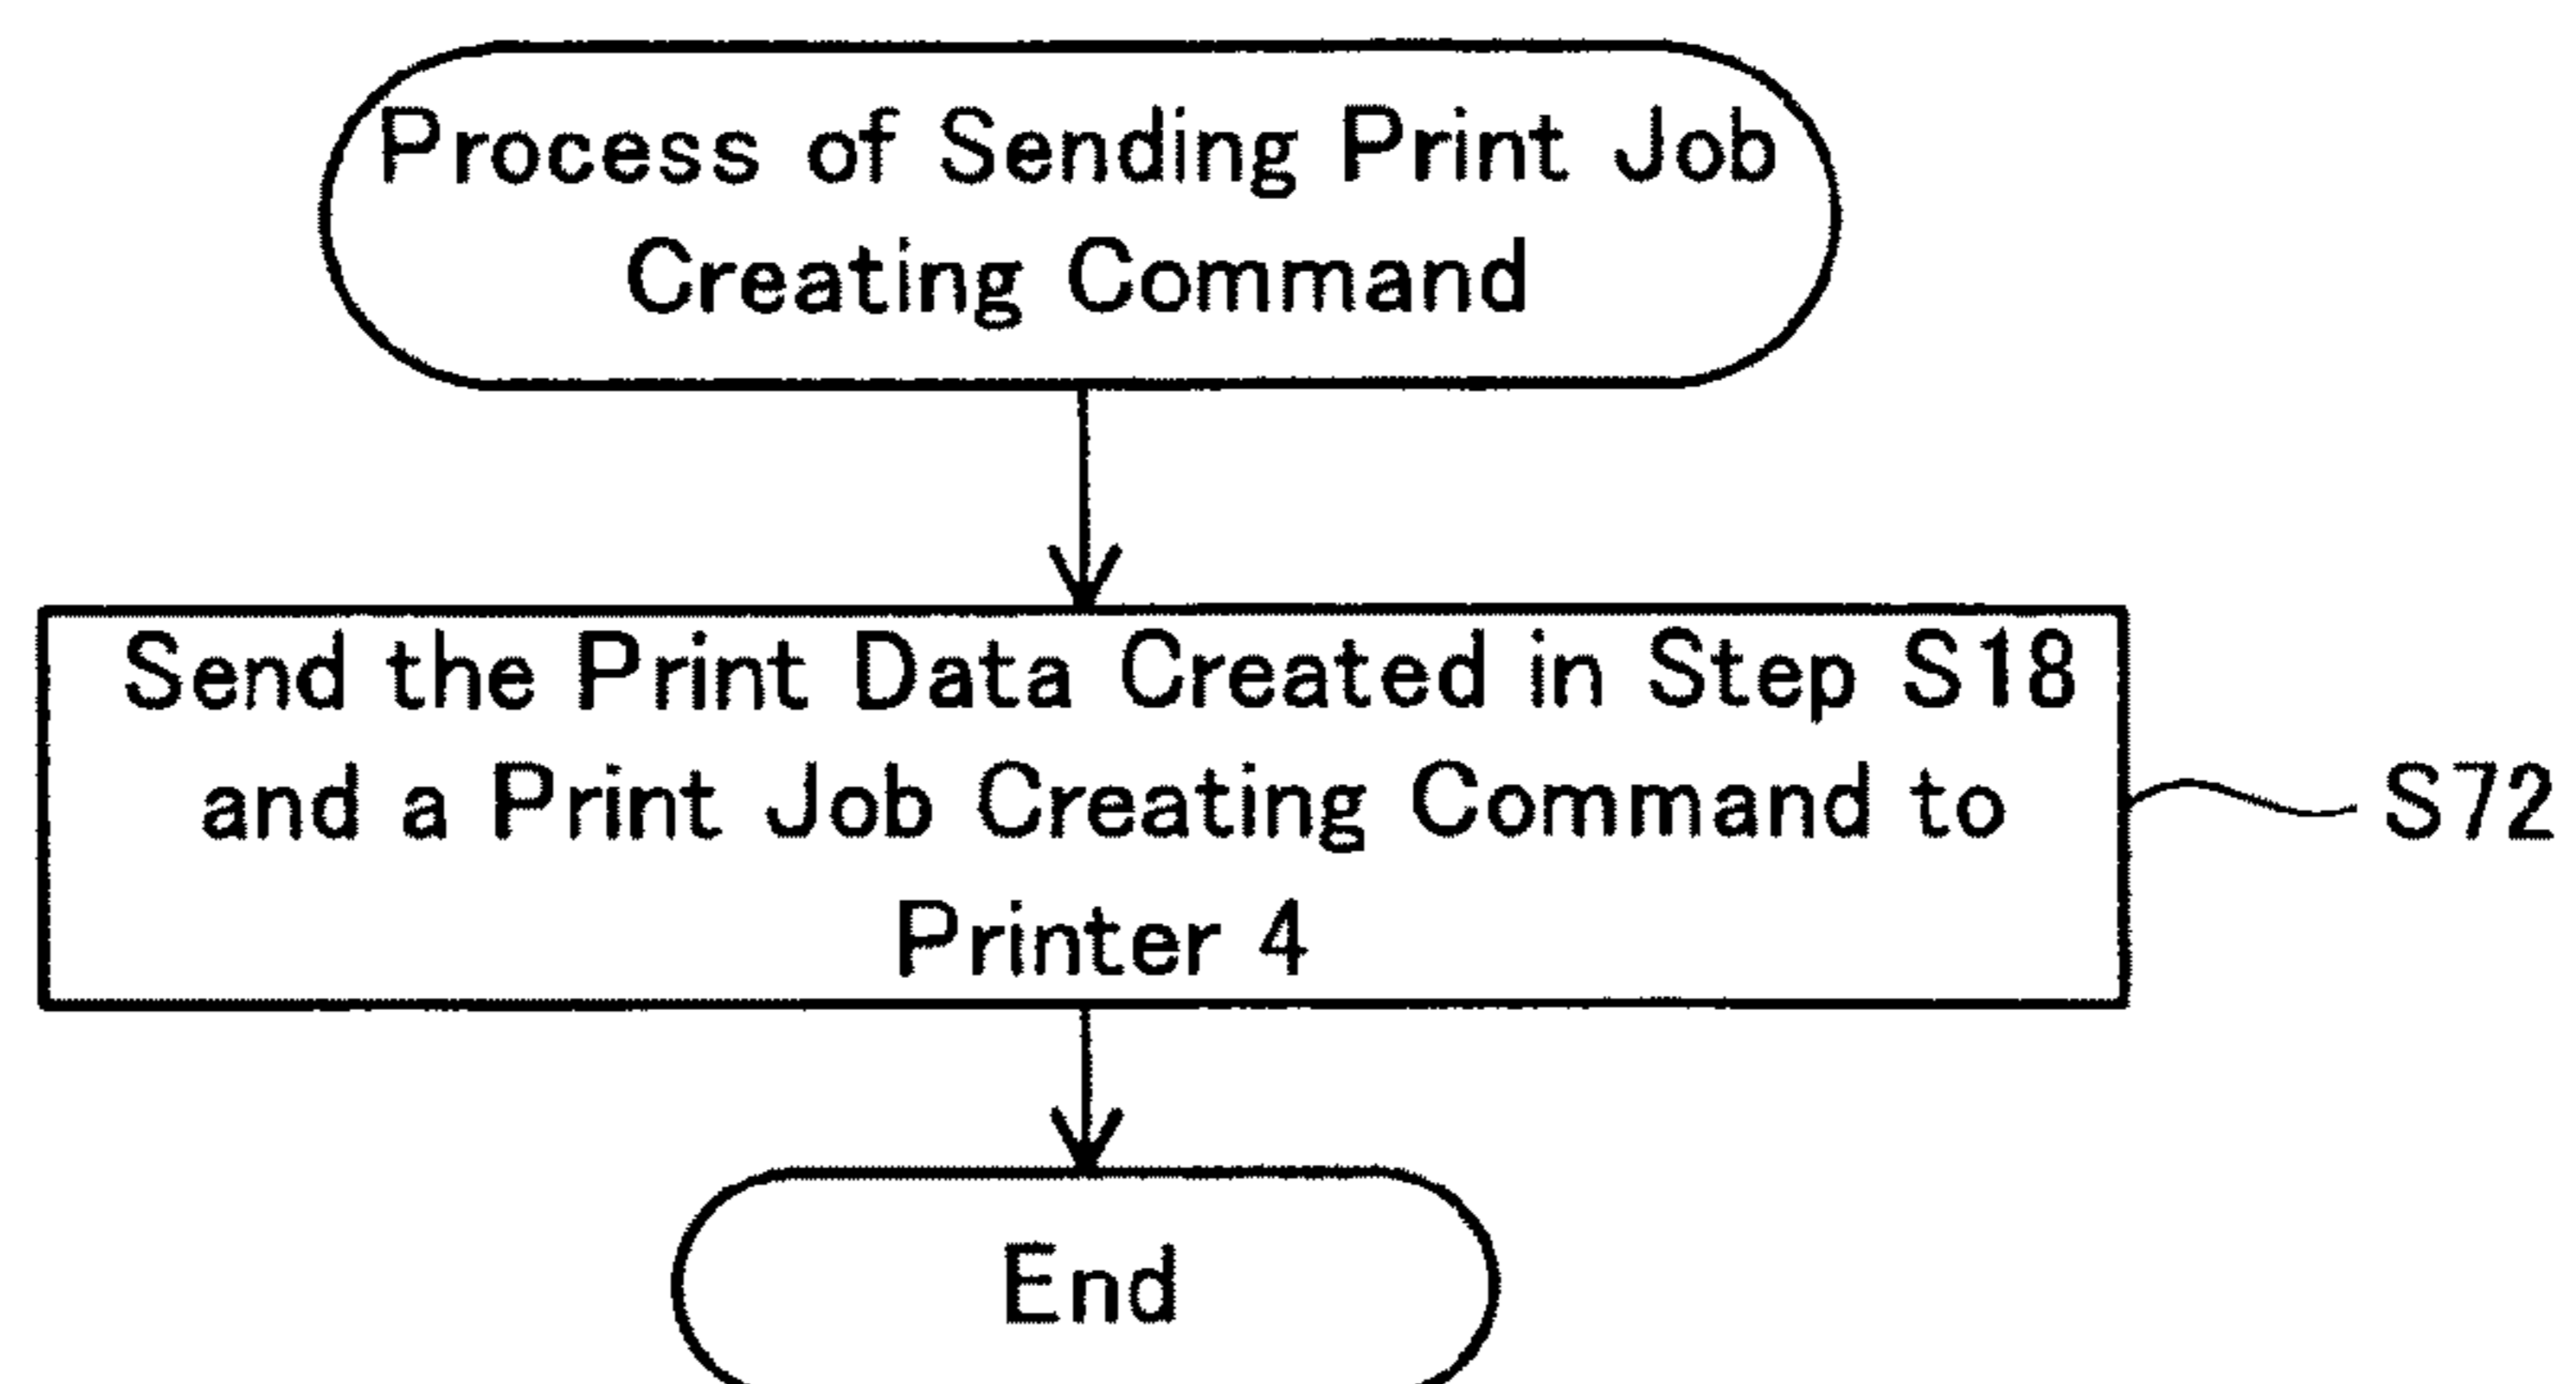 Process of Sending Print Job
Creating Command
Send the Print Data Created in Step S18
and a Print Job Creating Command to
Printer 4
S72
End